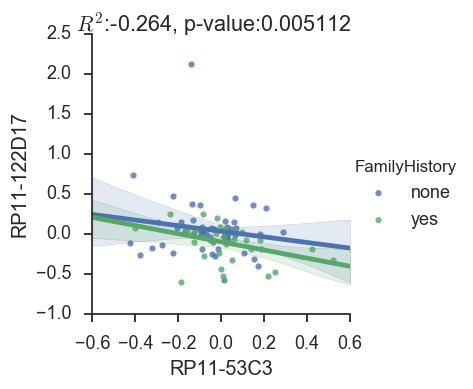 R²:-0.264, p-value:0.005112
2.5
2.0
1.5
1.0
0.5
0.0
−0.5
−1.0
RP11-122D17
−0.6 −0.4 −0.2 0.0 0.2 0.4 0.6
RP11-53C3
FamilyHistory
none
yes